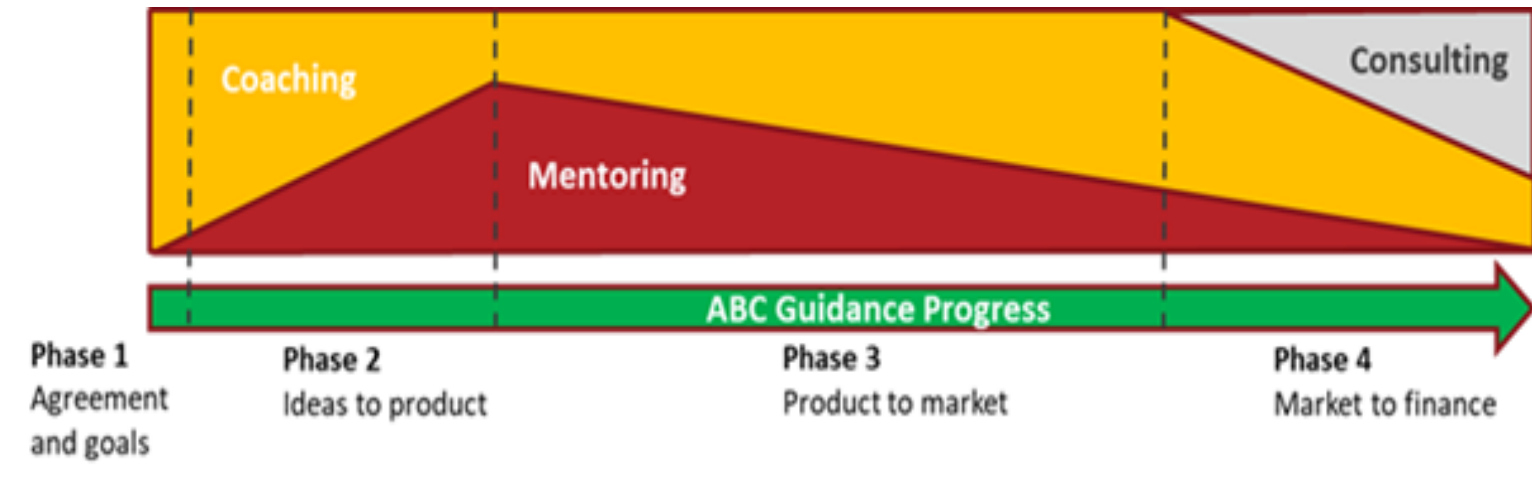 Coaching
Consulting
Mentoring
ABC Guidance Progress
Phase 1
Agreement
and goals
Phase 2
Ideas to product
Phase 3
Product to market
Phase 4
Market to finance